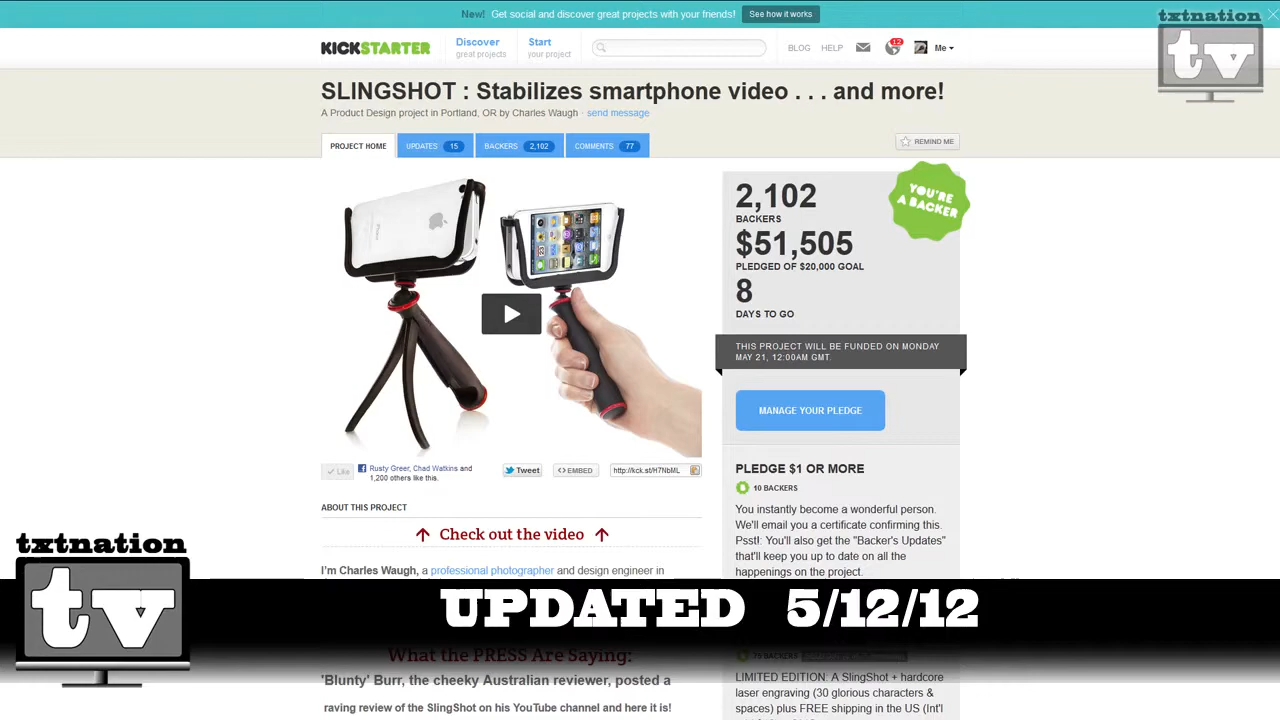 New! Get social and discover great projects with your friends! See how it works
txtnation
tv
KICKSTARTER
Discover
great projects
Start
your project
BLOG HELP 12 Me
SLINGSHOT : Stabilizes smartphone video . . . and more!
A Product Design project in Portland, OR by Charles Waugh · send message
PROJECT HOME UPDATES 15 BACKERS 2,102 COMMENTS 77
REMIND ME
YOU'RE
A BACKER
2,102
BACKERS
$51,505
PLEDGED OF $20,000 GOAL
8
DAYS TO GO
THIS PROJECT WILL BE FUNDED ON MONDAY
MAY 21, 12:00AM GMT.
MANAGE YOUR PLEDGE
Like Rusty Greer, Chad Watkins and
1,200 others like this.
Tweet <> EMBED http://kck.st/H7NbML
ABOUT THIS PROJECT
↑ Check out the video ↑
I'm Charles Waugh, a professional photographer and design engineer in
PLEDGE $1 OR MORE
10 BACKERS
You instantly become a wonderful person.
We'll email you a certificate confirming this.
Psst!: You'll also get the "Backer's Updates"
that'll keep you up to date on all the
happenings on the project.
txtnation
tv
UPDATED 5/12/12
What the PRESS Are Saying:
'Blunty' Burr, the cheeky Australian reviewer, posted a
raving review of the SlingShot on his YouTube channel and here it is!
75 BACKERS
LIMITED EDITION: A SlingShot + hardcore
laser engraving (30 glorious characters &
spaces) plus FREE shipping in the US (Int'l